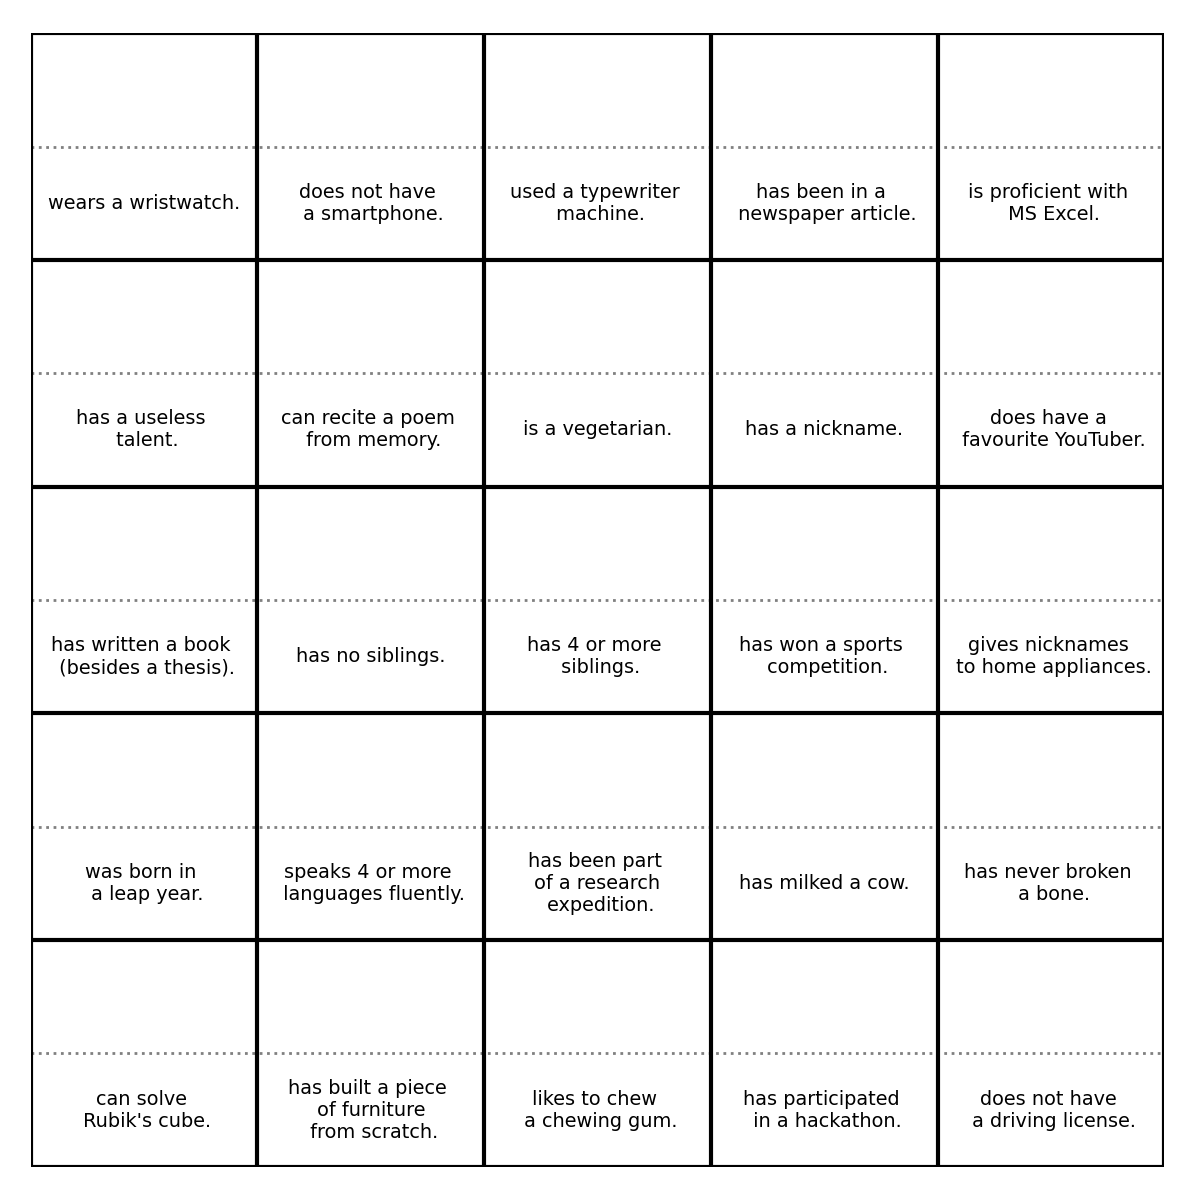 wears a wristwatch.
does not have
a smartphone.
used a typewriter
machine.
has been in a
newspaper article.
is proficient with
MS Excel.
has a useless
talent.
can recite a poem
from memory.
is a vegetarian.
has a nickname.
does have a
favourite YouTuber.
has written a book
(besides a thesis).
has no siblings.
has 4 or more
siblings.
has won a sports
competition.
gives nicknames
to home appliances.
was born in
a leap year.
speaks 4 or more
languages fluently.
has been part
of a research
expedition.
has milked a cow.
has never broken
a bone.
can solve
Rubik's cube.
has built a piece
of furniture
from scratch.
likes to chew
a chewing gum.
has participated
in a hackathon.
does not have
a driving license.